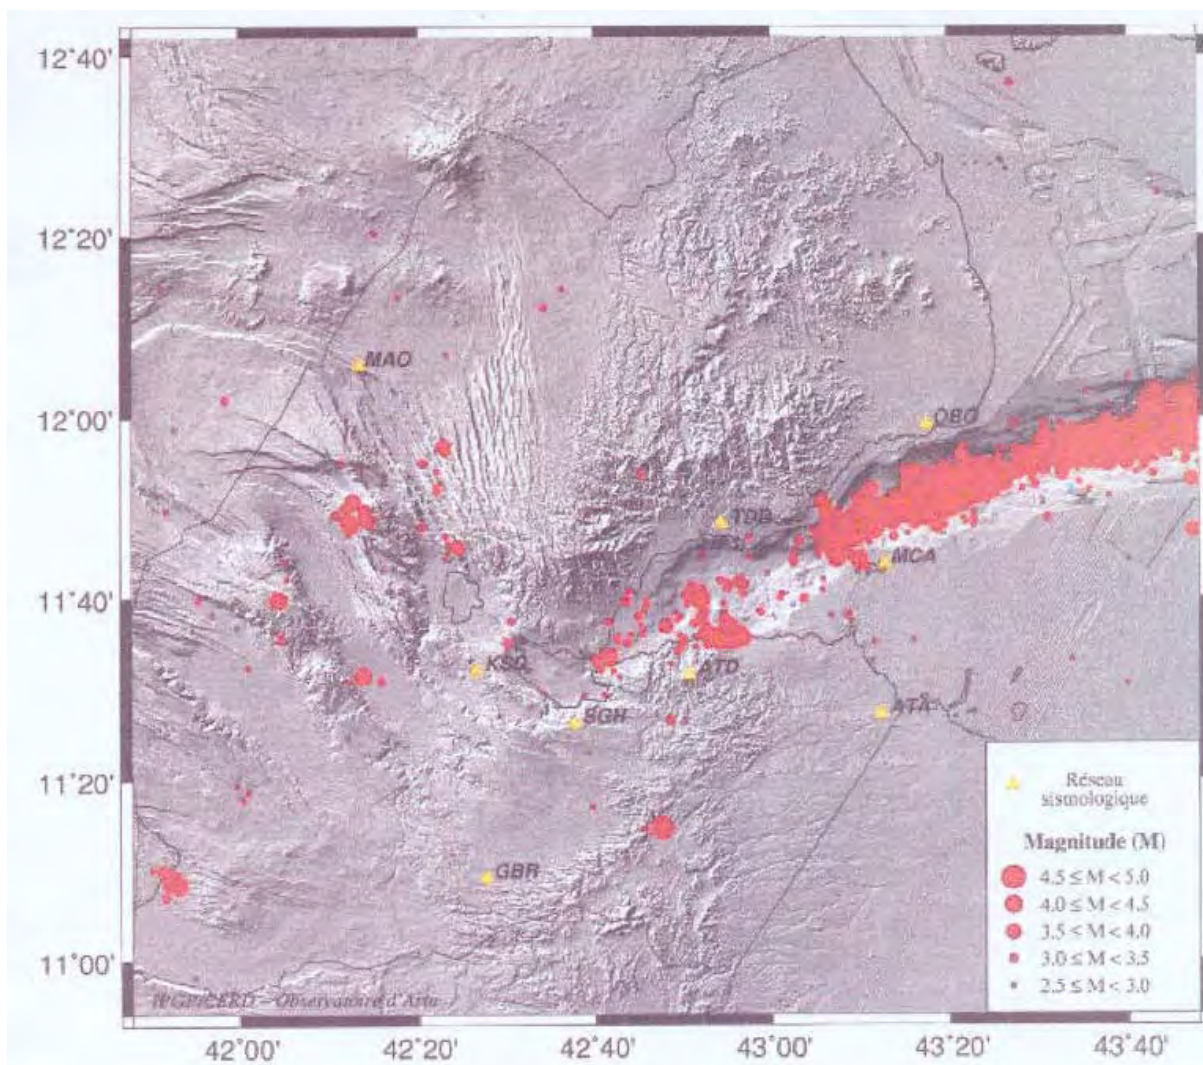 12°40'
12°20'
12°00'
11°40'
11°20'
11°00'
MAO
OBO
TDD
MCA
KSO
ATD
SGH
ATA
GBR
Réseau
sismologique
Magnitude (M)
4.5 ≤ M < 5.0
4.0 ≤ M < 4.5
3.5 ≤ M < 4.0
3.0 ≤ M < 3.5
2.5 ≤ M < 3.0
IPGP/CERD – Observatoire d'Arta
42°00' 42°20' 42°40' 43°00' 43°20' 43°40'